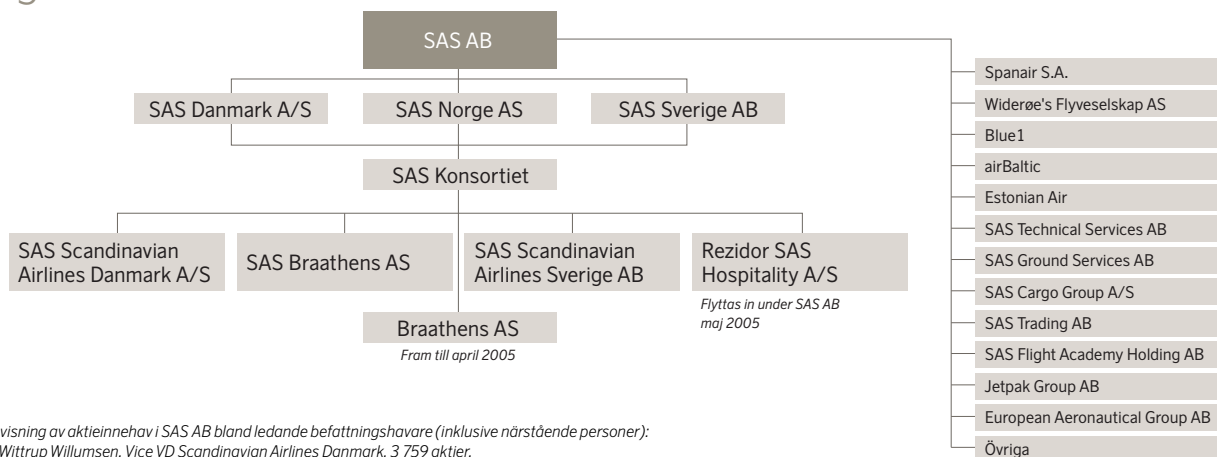 SAS AB
SAS Danmark A/S
SAS Norge AS
SAS Sverige AB
SAS Konsortiet
SAS Scandinavian
Airlines Danmark A/S
SAS Braathens AS
SAS Scandinavian
Airlines Sverige AB
Rezidor SAS
Hospitality A/S
Flyttas in under SAS AB
maj 2005
Braathens AS
Fram till april 2005
Spanair S.A.
Widerøe's Flyveselskap AS
Blue1
airBaltic
Estonian Air
SAS Technical Services AB
SAS Ground Services AB
SAS Cargo Group A/S
SAS Trading AB
SAS Flight Academy Holding AB
Jetpak Group AB
European Aeronautical Group AB
Övriga
visning av aktieinnehav i SAS AB bland ledande befattningshavare (inklusive närstående personer):
Wittrup Willumsen, Vice VD Scandinavian Airlines Danmark, 3 759 aktier.